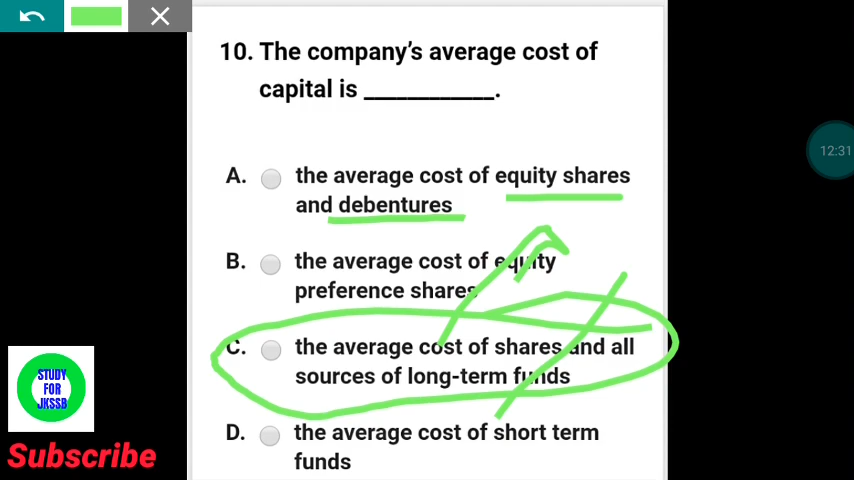 10. The company's average cost of
capital is ____________.
12:31
A. the average cost of equity shares
and debentures
B. the average cost of equity
preference shares
C. the average cost of shares and all
sources of long-term funds
D. the average cost of short term
funds
STUDY
FOR
JKSSB
Subscribe